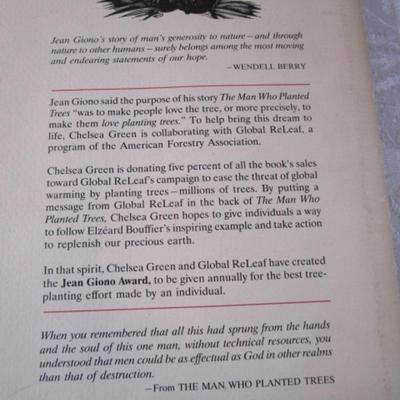 Jean Giono's story of man's generosity to nature—and through
nature to other humans—surely belongs among the most moving
and endearing statements of our hope.
—WENDELL BERRY
Jean Giono said the purpose of his story The Man Who Planted
Trees "was to make people love the tree, or more precisely, to
make them love planting trees." To help bring this dream to
life, Chelsea Green is collaborating with Global ReLeaf, a
program of the American Forestry Association.
Chelsea Green is donating five percent of all the book's sales
toward Global ReLeaf's campaign to ease the threat of global
warming by planting trees—millions of trees. By putting a
message from Global ReLeaf in the back of The Man Who
Planted Trees, Chelsea Green hopes to give individuals a way
to follow Elzéard Bouffier's inspiring example and take action
to replenish our precious earth.
In that spirit, Chelsea Green and Global ReLeaf have created
the Jean Giono Award, to be given annually for the best tree-
planting effort made by an individual.
When you remembered that all this had sprung from the hands
and the soul of this one man, without technical resources, you
understood that men could be as effectual as God in other realms
than that of destruction.
—From THE MAN WHO PLANTED TREES